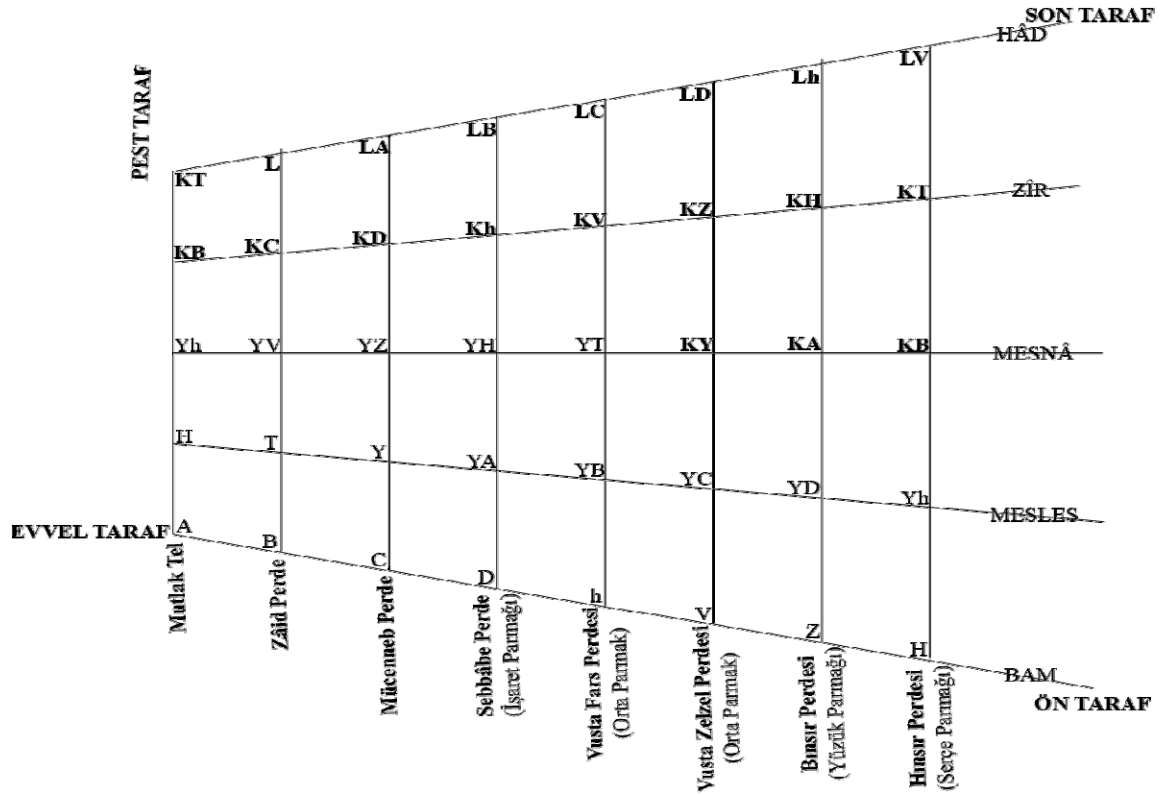 SON TARAF
HÂD
PEST TARAF
KT L LA LB LC LD Lh LV
ZÎR
KB KC KD Kh KV KZ KH KT
Yh YV YZ YH YT KY KA KB
MESNÂ
H T Y YA YB YC YD Yh
MESLES
EVVEL TARAF
A B C D h V Z H
BAM
ÖN TARAF
Mutlak Tel
Zâid Perde
Mücenneb Perde
Sebbâbe Perde
(İşaret Parmağı)
Vusta Fars Perdesi
(Orta Parmak)
Vusta Zelzel Perdesi
(Orta Parmak)
Bınsır Perdesi
(Yüzük Parmağı)
Hınsır Perdesi
(Serçe Parmağı)